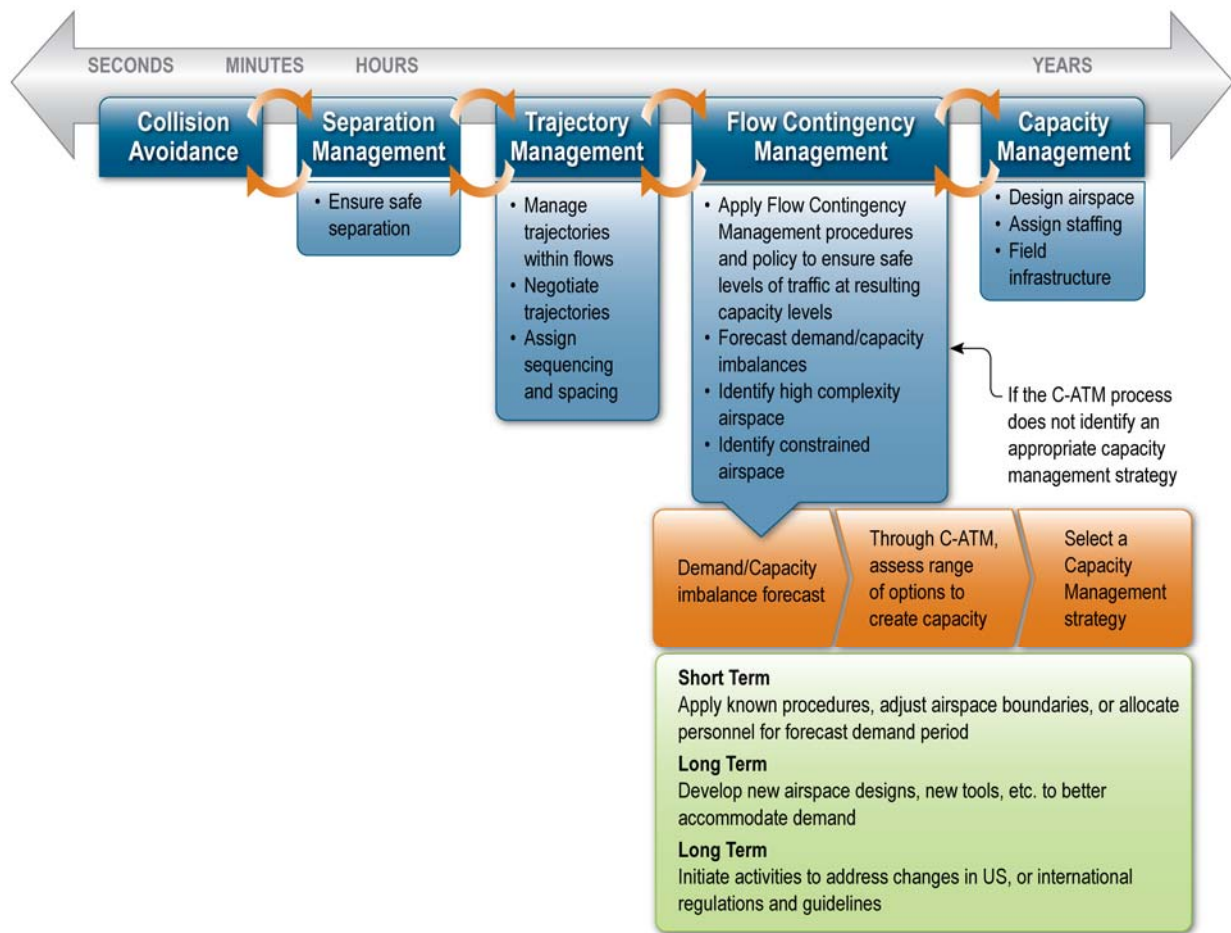 SECONDS MINUTES HOURS YEARS
Collision
Avoidance
Separation
Management
• Ensure safe
separation
Trajectory
Management
• Manage
trajectories
within flows
• Negotiate
trajectories
• Assign
sequencing
and spacing
Flow Contingency
Management
• Apply Flow Contingency
Management procedures
and policy to ensure safe
levels of traffic at resulting
capacity levels
• Forecast demand/capacity
imbalances
• Identify high complexity
airspace
• Identify constrained
airspace
Capacity
Management
• Design airspace
• Assign staffing
• Field
infrastructure
If the C-ATM process
does not identify an
appropriate capacity
management strategy
Demand/Capacity
imbalance forecast
Through C-ATM,
assess range
of options to
create capacity
Select a
Capacity
Management
strategy
Short Term
Apply known procedures, adjust airspace boundaries, or allocate
personnel for forecast demand period
Long Term
Develop new airspace designs, new tools, etc. to better
accommodate demand
Long Term
Initiate activities to address changes in US, or international
regulations and guidelines